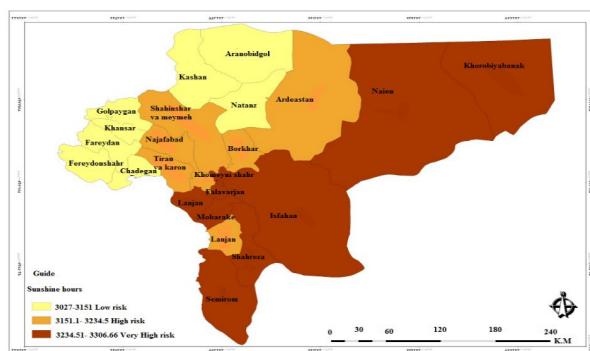 Aranobidgol
Khorobiyabanak
Kashan
Naien
Natanz
Ardeastan
Shahinshar
va meymeh
Golpaygan
Khansar
Najafabad
Borkhar
Fareydan
Tiran
va karon
Fereydonshahr
Chadegan
Khomeyni shahr
Falavarjan
Lanjan
Mobarake
Isfahan
Lanjan
Shahreza
Semirom
Guide
Sunshine hours
3027-3151 Low risk
3151.1- 3234.5 High risk
3234.51- 3306.66 Very High risk
0 15 30 60 120 180 240
K.M